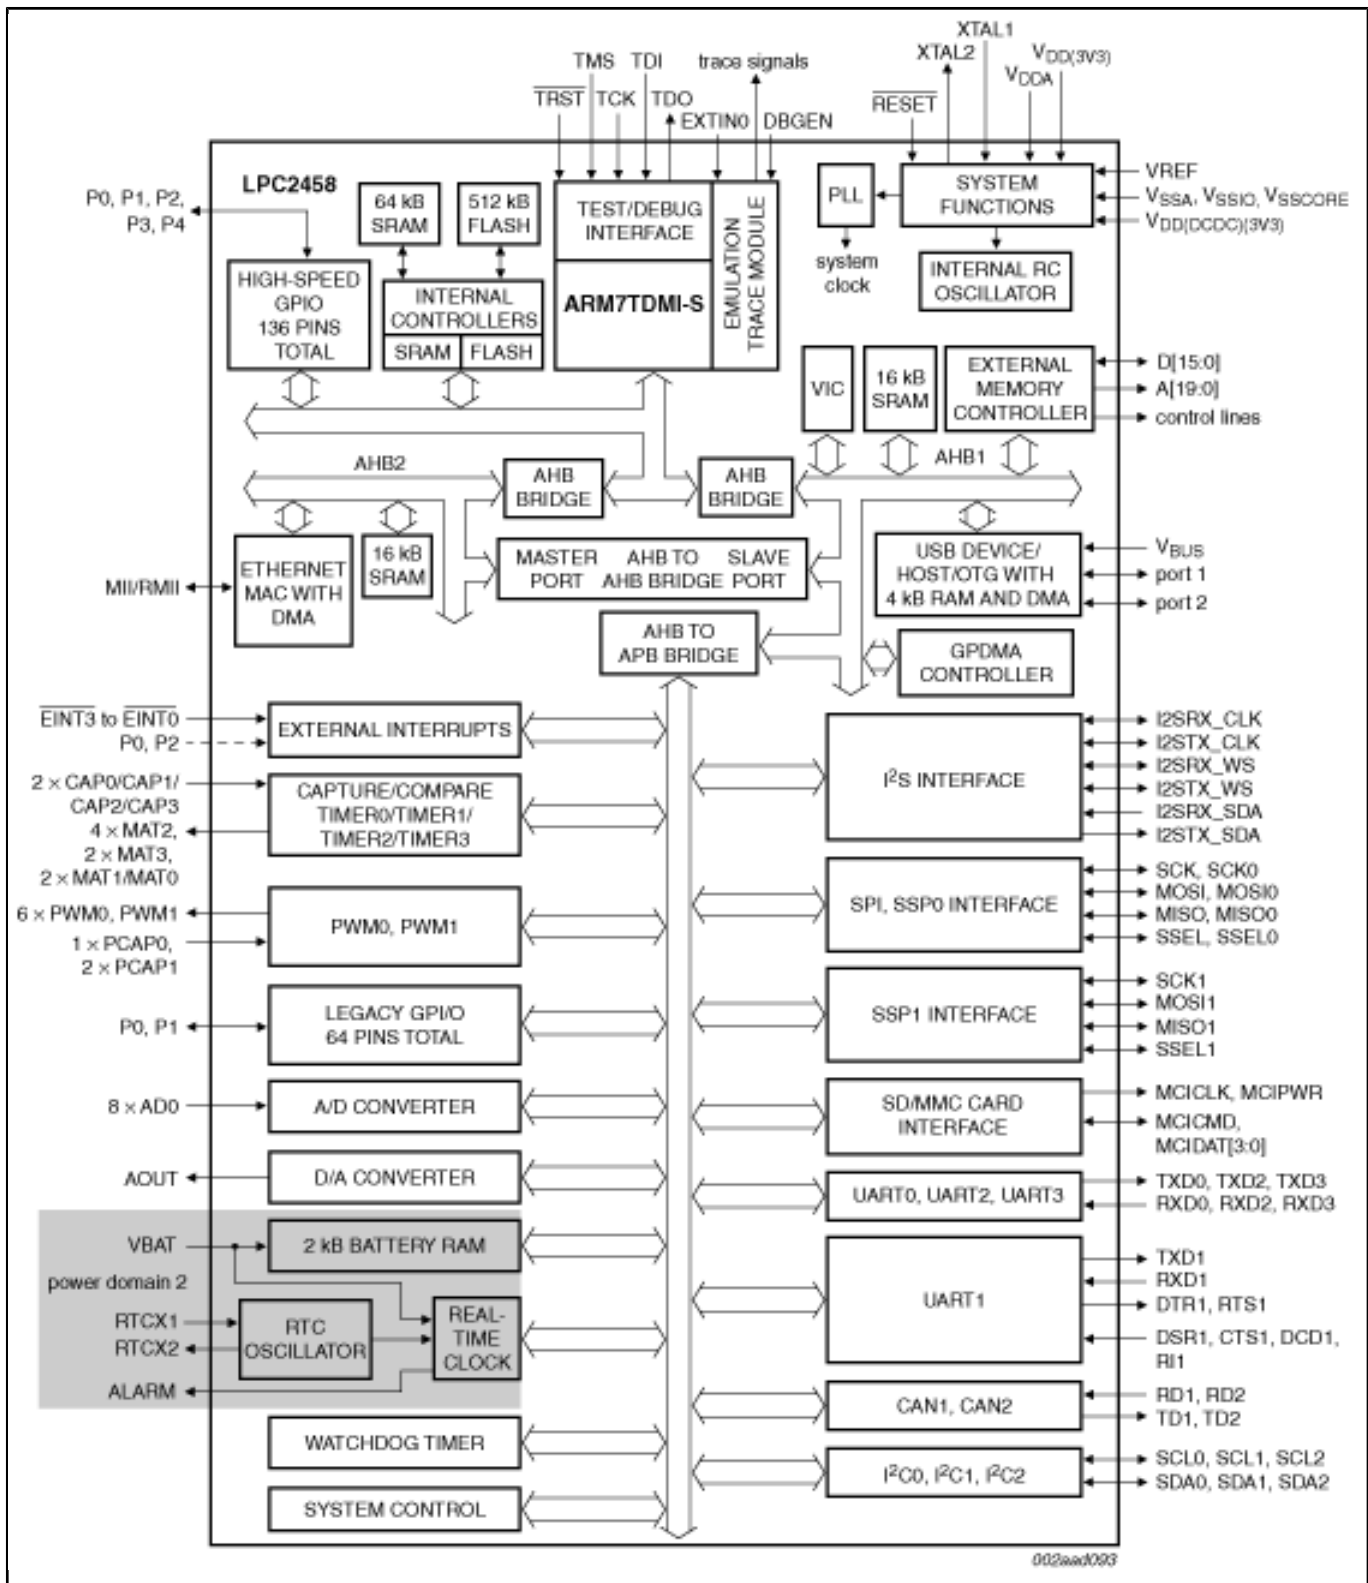 XTAL1
XTAL2
VDD(3V3)
VDDA
RESET
TMS TDI trace signals
TRST TCK TDO
EXTIN0 DBGEN
LPC2458
P0, P1, P2,
P3, P4
64 kB
SRAM
512 kB
FLASH
TEST/DEBUG
INTERFACE
EMULATION
TRACE MODULE
ARM7TDMI-S
PLL
system
clock
SYSTEM
FUNCTIONS
VREF
VSSA, VSSIO, VSSCORE
VDD(DCDC)(3V3)
INTERNAL RC
OSCILLATOR
HIGH-SPEED
GPIO
136 PINS
TOTAL
INTERNAL
CONTROLLERS
SRAM FLASH
VIC
16 kB
SRAM
EXTERNAL
MEMORY
CONTROLLER
D[15:0]
A[19:0]
control lines
AHB2
AHB
BRIDGE
AHB
BRIDGE
AHB1
MII/RMII
ETHERNET
MAC WITH
DMA
16 kB
SRAM
MASTER
PORT
AHB TO
AHB BRIDGE
SLAVE
PORT
USB DEVICE/
HOST/OTG WITH
4 kB RAM AND DMA
VBUS
port 1
port 2
AHB TO
APB BRIDGE
GPDMA
CONTROLLER
EINT3 to EINT0
P0, P2
EXTERNAL INTERRUPTS
2 × CAP0/CAP1/
CAP2/CAP3
4 × MAT2,
2 × MAT3,
2 × MAT1/MAT0
CAPTURE/COMPARE
TIMER0/TIMER1/
TIMER2/TIMER3
6 × PWM0, PWM1
1 × PCAP0,
2 × PCAP1
PWM0, PWM1
P0, P1
LEGACY GPI/O
64 PINS TOTAL
8 × AD0
A/D CONVERTER
AOUT
D/A CONVERTER
VBAT
2 kB BATTERY RAM
power domain 2
RTCX1
RTCX2
RTC
OSCILLATOR
REAL-
TIME
CLOCK
ALARM
WATCHDOG TIMER
SYSTEM CONTROL
I²S INTERFACE
I2SRX_CLK
I2STX_CLK
I2SRX_WS
I2STX_WS
I2SRX_SDA
I2STX_SDA
SPI, SSP0 INTERFACE
SCK, SCK0
MOSI, MOSI0
MISO, MISO0
SSEL, SSEL0
SSP1 INTERFACE
SCK1
MOSI1
MISO1
SSEL1
SD/MMC CARD
INTERFACE
MCICLK, MCIPWR
MCICMD,
MCIDAT[3:0]
UART0, UART2, UART3
TXD0, TXD2, TXD3
RXD0, RXD2, RXD3
UART1
TXD1
RXD1
DTR1, RTS1
DSR1, CTS1, DCD1,
RI1
CAN1, CAN2
RD1, RD2
TD1, TD2
I²C0, I²C1, I²C2
SCL0, SCL1, SCL2
SDA0, SDA1, SDA2
002aad093